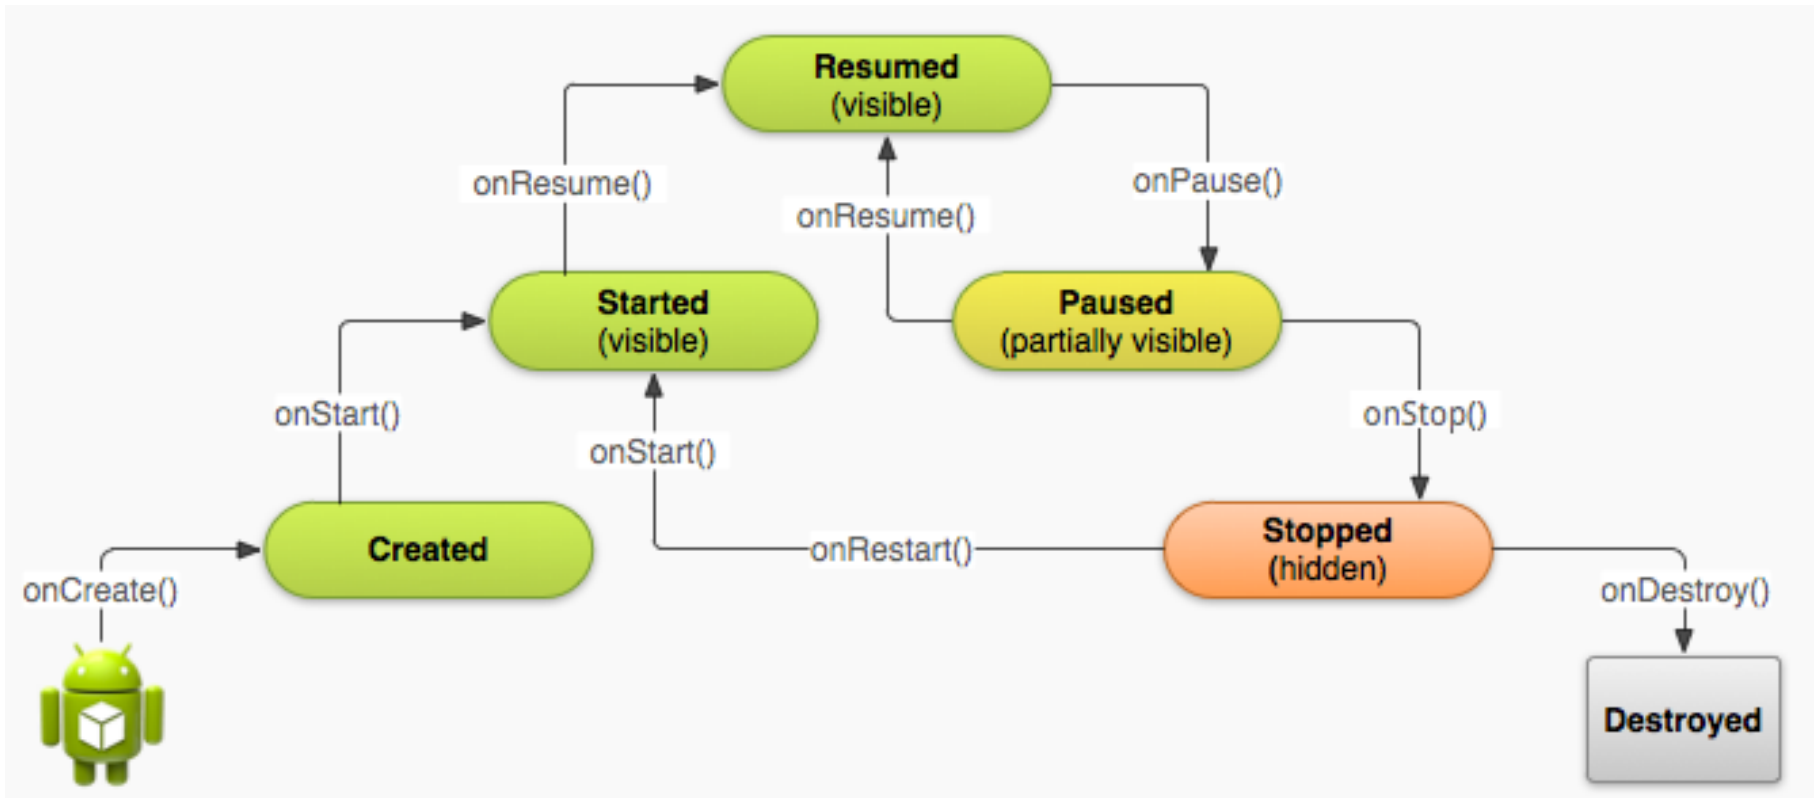 Resumed
(visible)
onResume()
onPause()
onResume()
Started
(visible)
Paused
(partially visible)
onStart()
onStop()
onStart()
Created
onRestart()
Stopped
(hidden)
onCreate()
onDestroy()
Destroyed